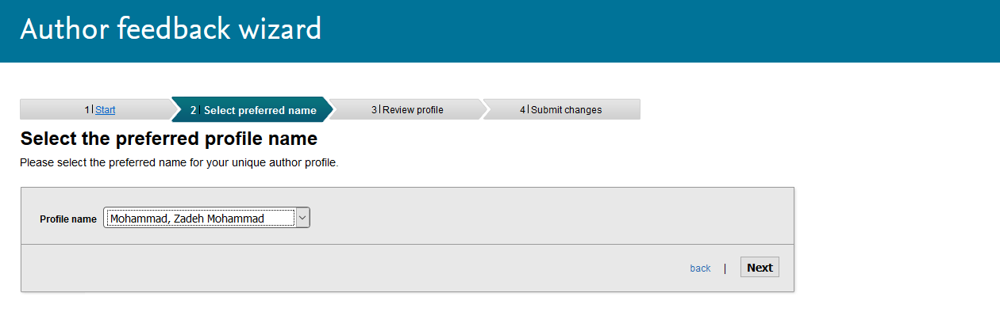 Author feedback wizard
1 | Start
2 | Select preferred name
3 | Review profile
4 | Submit changes
Select the preferred profile name
Please select the preferred name for your unique author profile.
Profile name Mohammad, Zadeh Mohammad
back | Next